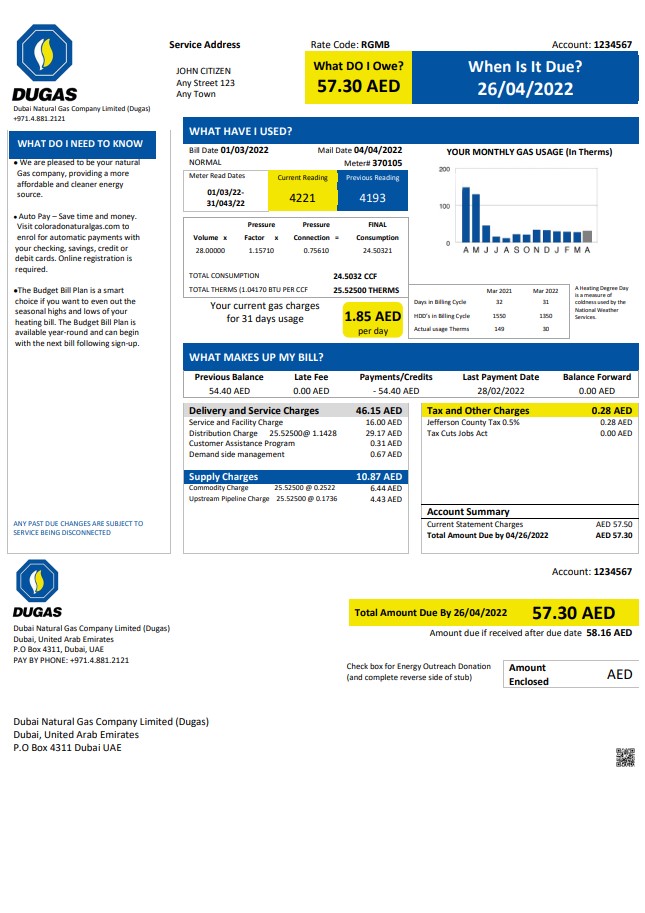 DUGAS
Dubai Natural Gas Company Limited (Dugas)
+971.4.881.2121
Service Address
JOHN CITIZEN
Any Street 123
Any Town
Rate Code: RGMB
Account: 1234567
What DO I Owe?
57.30 AED
When Is It Due?
26/04/2022
WHAT DO I NEED TO KNOW
• We are pleased to be your natural
Gas company, providing a more
affordable and cleaner energy
source.
• Auto Pay – Save time and money.
Visit coloradonaturalgas.com to
enrol for automatic payments with
your checking, savings, credit or
debit cards. Online registration is
required.
•The Budget Bill Plan is a smart
choice if you want to even out the
seasonal highs and lows of your
heating bill. The Budget Bill Plan is
available year-round and can begin
with the next bill following sign-up.
ANY PAST DUE CHANGES ARE SUBJECT TO
SERVICE BEING DISCONNECTED
WHAT HAVE I USED?
Bill Date 01/03/2022 Mail Date 04/04/2022
NORMAL Meter# 370105
Meter Read Dates Current Reading Previous Reading
01/03/22-
31/043/22
4221 4193
Pressure Pressure FINAL
Volume x Factor x Connection = Consumption
28.00000 1.15710 0.75610 24.50321
TOTAL CONSUMPTION 24.5032 CCF
TOTAL THERMS (1.04170 BTU PER CCF 25.52500 THERMS
Your current gas charges
for 31 days usage
1.85 AED
per day
YOUR MONTHLY GAS USAGE (In Therms)
200
150
100
50
0
A M J J A S O N D J F M A
Mar 2021 Mar 2022
Days in Billing Cycle 32 31
HDD's in Billing Cycle 1550 1350
Actual usage Therms 149 30
A Heating Degree Day
is a measure of
coldness used by the
National Weather
Services.
WHAT MAKES UP MY BILL?
Previous Balance Late Fee Payments/Credits Last Payment Date Balance Forward
54.40 AED 0.00 AED - 54.40 AED 28/02/2022 0.00 AED
Delivery and Service Charges 46.15 AED
Service and Facility Charge 16.00 AED
Distribution Charge 25.52500@ 1.1428 29.17 AED
Customer Assistance Program 0.31 AED
Demand side management 0.67 AED
Supply Charges 10.87 AED
Commodity Charge 25.52500 @ 0.2522 6.44 AED
Upstream Pipeline Charge 25.52500 @ 0.1736 4.43 AED
Tax and Other Charges 0.28 AED
Jefferson County Tax 0.5% 0.28 AED
Tax Cuts Jobs Act 0.00 AED
Account Summary
Current Statement Charges AED 57.50
Total Amount Due by 04/26/2022 AED 57.30
DUGAS
Dubai Natural Gas Company Limited (Dugas)
Dubai, United Arab Emirates
P.O Box 4311, Dubai, UAE
PAY BY PHONE: +971.4.881.2121
Account: 1234567
Total Amount Due By 26/04/2022 57.30 AED
Amount due if received after due date 58.16 AED
Check box for Energy Outreach Donation
(and complete reverse side of stub)
Amount
Enclosed
AED
Dubai Natural Gas Company Limited (Dugas)
Dubai, United Arab Emirates
P.O Box 4311 Dubai UAE